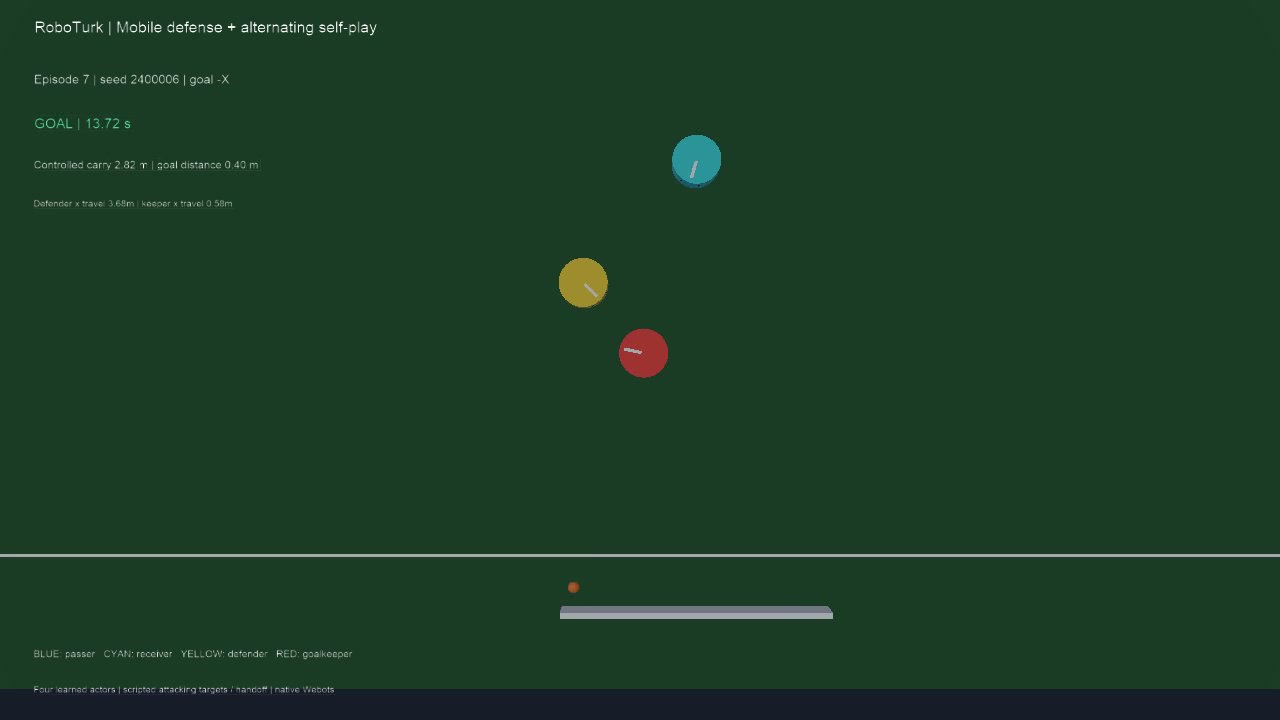 RoboTurk | Mobile defense + alternating self-play
Episode 7 | seed 2400006 | goal -X
GOAL | 13.72 s
Controlled carry 2.82 m | goal distance 0.40 m
Defender x travel 3.68m | keeper x travel 0.58m
BLUE: passer   CYAN: receiver   YELLOW: defender   RED: goalkeeper
Four learned actors | scripted attacking targets / handoff | native Webots